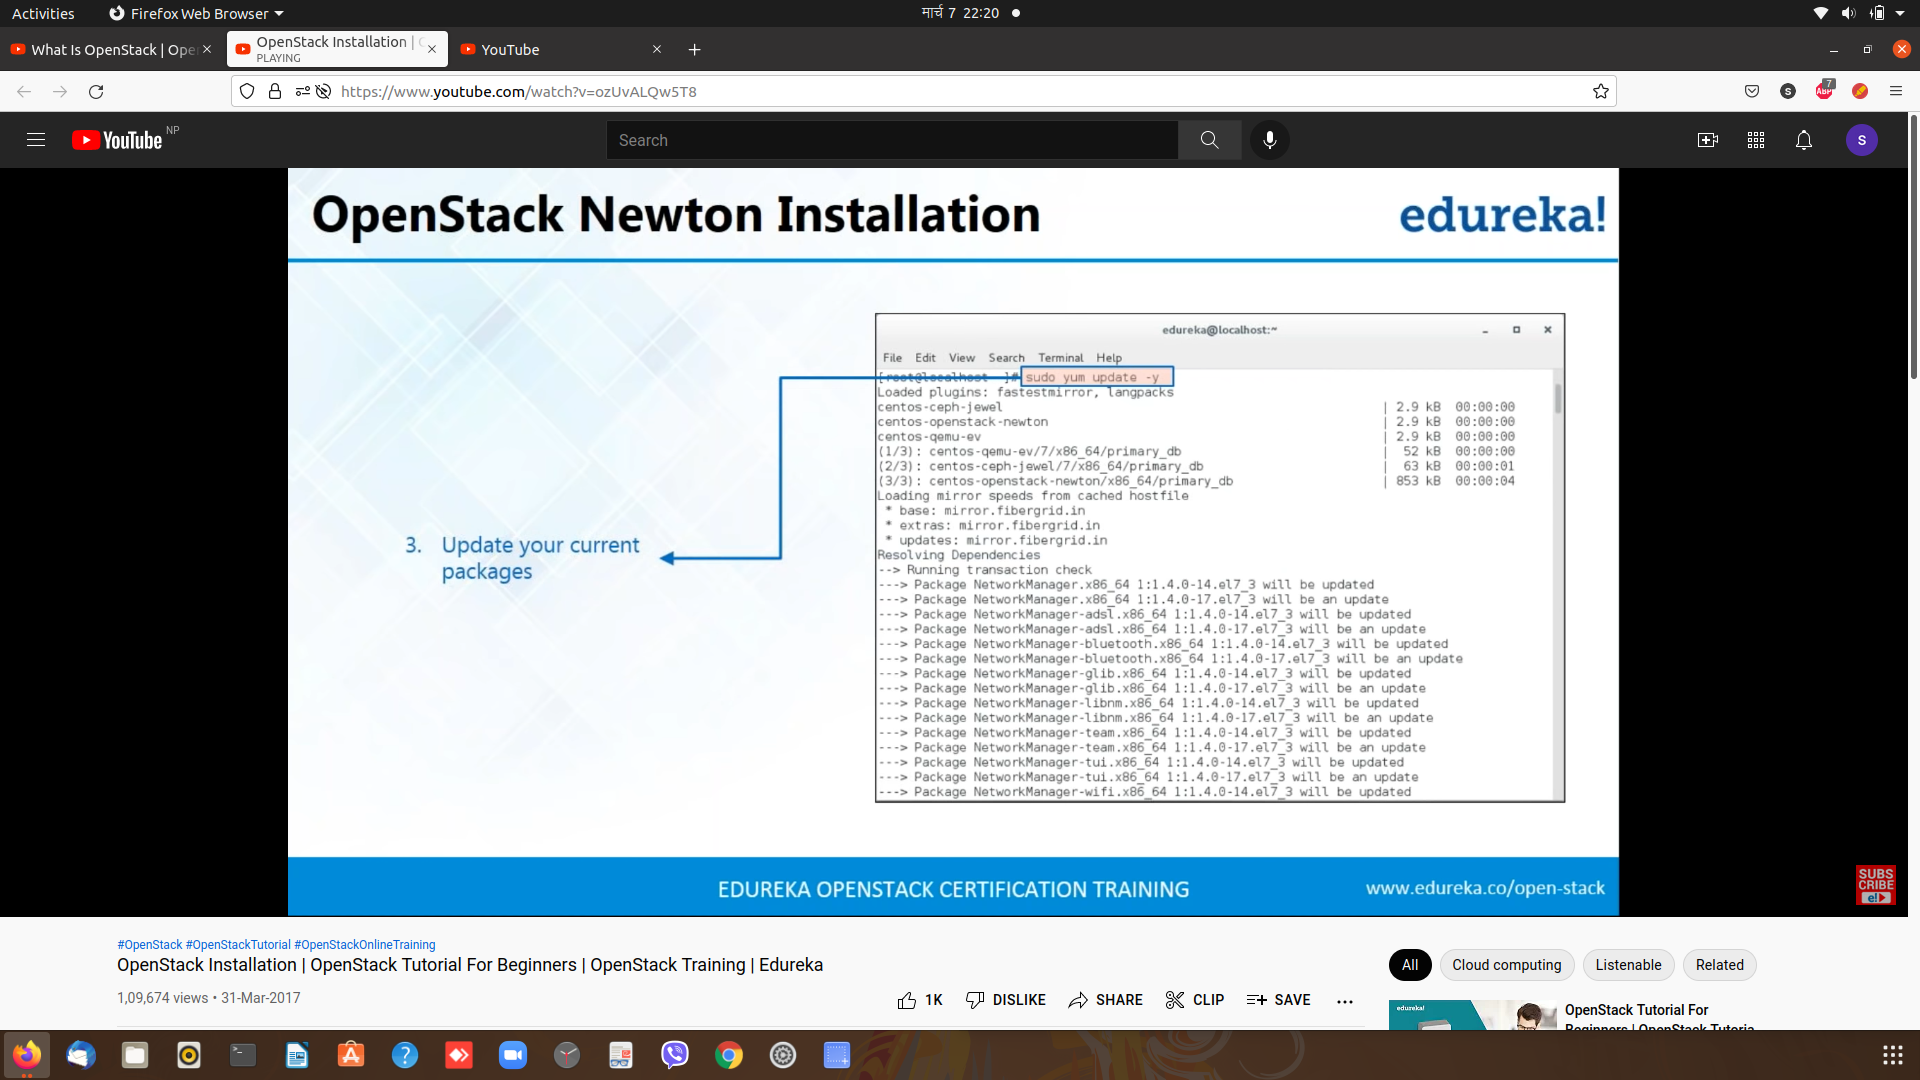 Activities
Firefox Web Browser
मार्च 7 22:20
What Is OpenStack | Ope
OpenStack Installation |
PLAYING
YouTube
https://www.youtube.com/watch?v=ozUvALQw5T8
S
ABP
7
YouTube NP
Search
S
OpenStack Newton Installation
edureka!
edureka@localhost:~
File Edit View Search Terminal Help
[root@localhost ~]# sudo yum update -y
Loaded plugins: fastestmirror, langpacks
centos-ceph-jewel | 2.9 kB 00:00:00
centos-openstack-newton | 2.9 kB 00:00:00
centos-qemu-ev | 2.9 kB 00:00:00
(1/3): centos-qemu-ev/7/x86_64/primary_db | 52 kB 00:00:00
(2/3): centos-ceph-jewel/7/x86_64/primary_db | 63 kB 00:00:01
(3/3): centos-openstack-newton/x86_64/primary_db | 853 kB 00:00:04
Loading mirror speeds from cached hostfile
* base: mirror.fibergrid.in
* extras: mirror.fibergrid.in
* updates: mirror.fibergrid.in
Resolving Dependencies
--> Running transaction check
---> Package NetworkManager.x86_64 1:1.4.0-14.el7_3 will be updated
---> Package NetworkManager.x86_64 1:1.4.0-17.el7_3 will be an update
---> Package NetworkManager-adsl.x86_64 1:1.4.0-14.el7_3 will be updated
---> Package NetworkManager-adsl.x86_64 1:1.4.0-17.el7_3 will be an update
---> Package NetworkManager-bluetooth.x86_64 1:1.4.0-14.el7_3 will be updated
---> Package NetworkManager-bluetooth.x86_64 1:1.4.0-17.el7_3 will be an update
---> Package NetworkManager-glib.x86_64 1:1.4.0-14.el7_3 will be updated
---> Package NetworkManager-glib.x86_64 1:1.4.0-17.el7_3 will be an update
---> Package NetworkManager-libnm.x86_64 1:1.4.0-14.el7_3 will be updated
---> Package NetworkManager-libnm.x86_64 1:1.4.0-17.el7_3 will be an update
---> Package NetworkManager-team.x86_64 1:1.4.0-14.el7_3 will be updated
---> Package NetworkManager-team.x86_64 1:1.4.0-17.el7_3 will be an update
---> Package NetworkManager-tui.x86_64 1:1.4.0-14.el7_3 will be updated
---> Package NetworkManager-tui.x86_64 1:1.4.0-17.el7_3 will be an update
---> Package NetworkManager-wifi.x86_64 1:1.4.0-14.el7_3 will be updated
3. Update your current
packages
EDUREKA OPENSTACK CERTIFICATION TRAINING
www.edureka.co/open-stack
SUBS
CRIBE
e!
#OpenStack #OpenStackTutorial #OpenStackOnlineTraining
OpenStack Installation | OpenStack Tutorial For Beginners | OpenStack Training | Edureka
1,09,674 views • 31-Mar-2017
1K
DISLIKE
SHARE
CLIP
SAVE
All
Cloud computing
Listenable
Related
edureka!
OpenStack Tutorial For
Beginners | OpenStack Tutoria